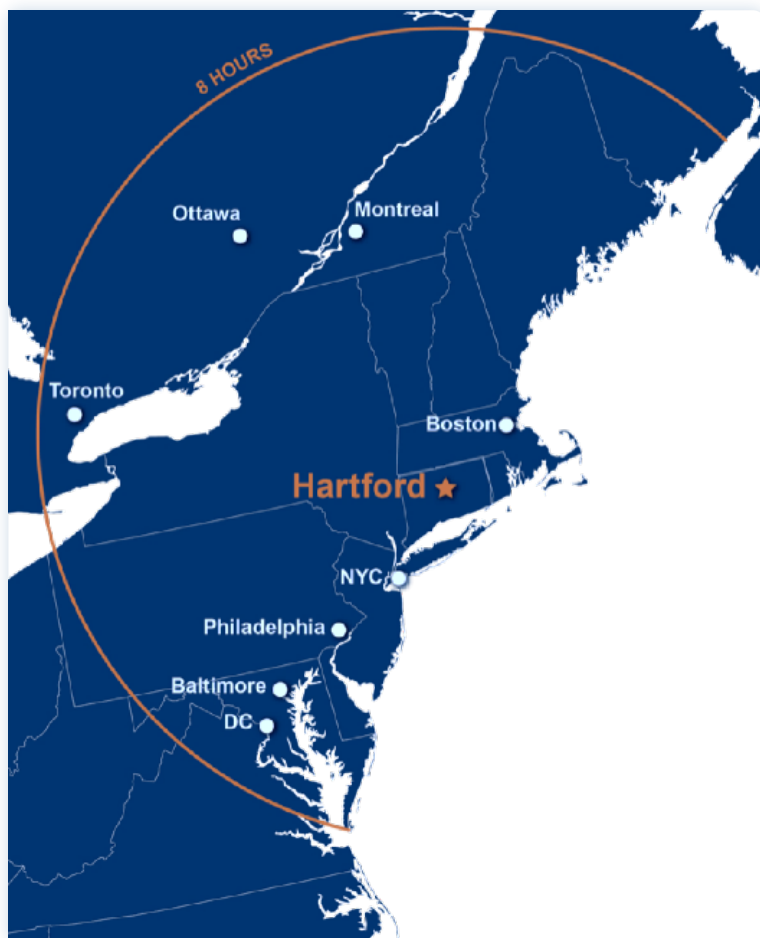 8 HOURS
Ottawa
Montreal
Toronto
Boston
Hartford
NYC
Philadelphia
Baltimore
DC